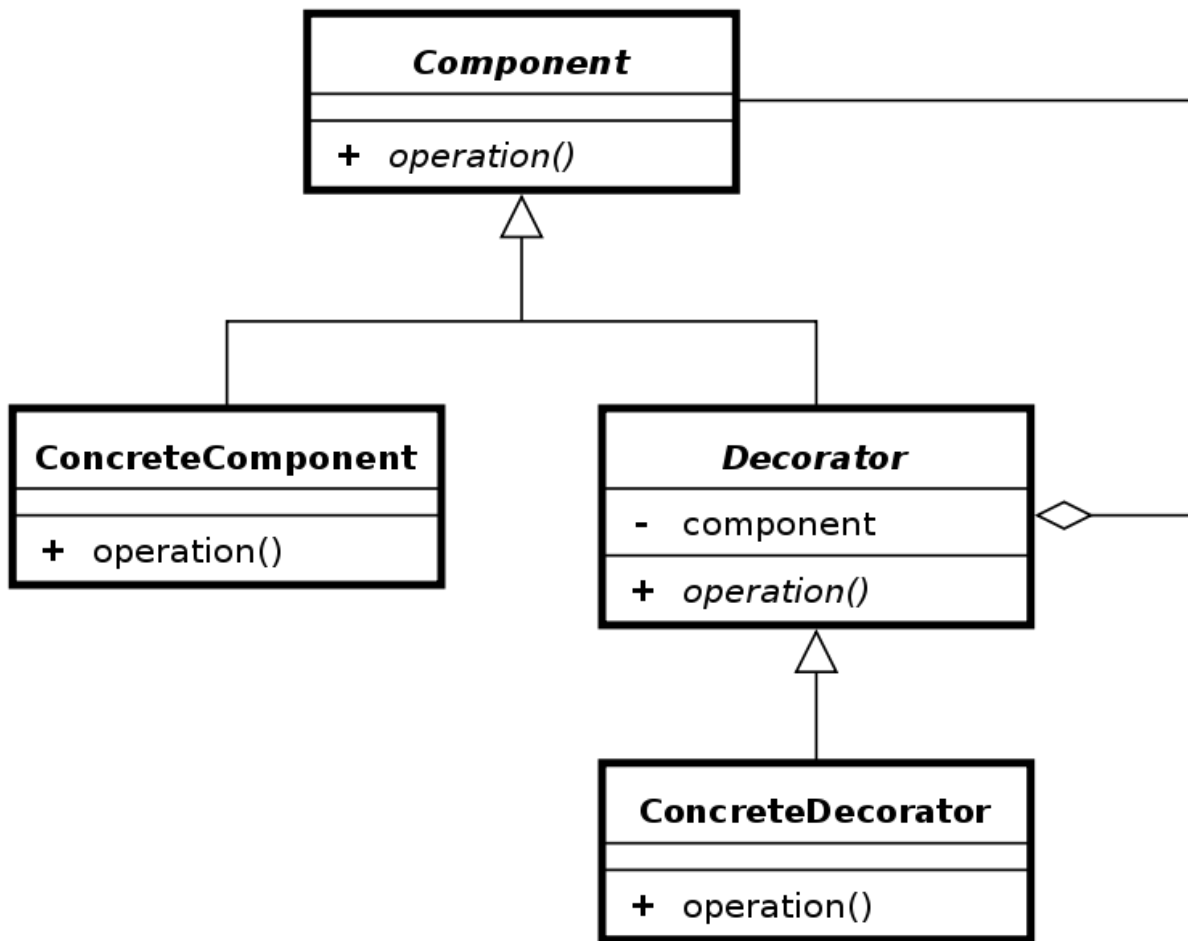 Component
+ operation()
ConcreteComponent
+ operation()
Decorator
- component
+ operation()
ConcreteDecorator
+ operation()